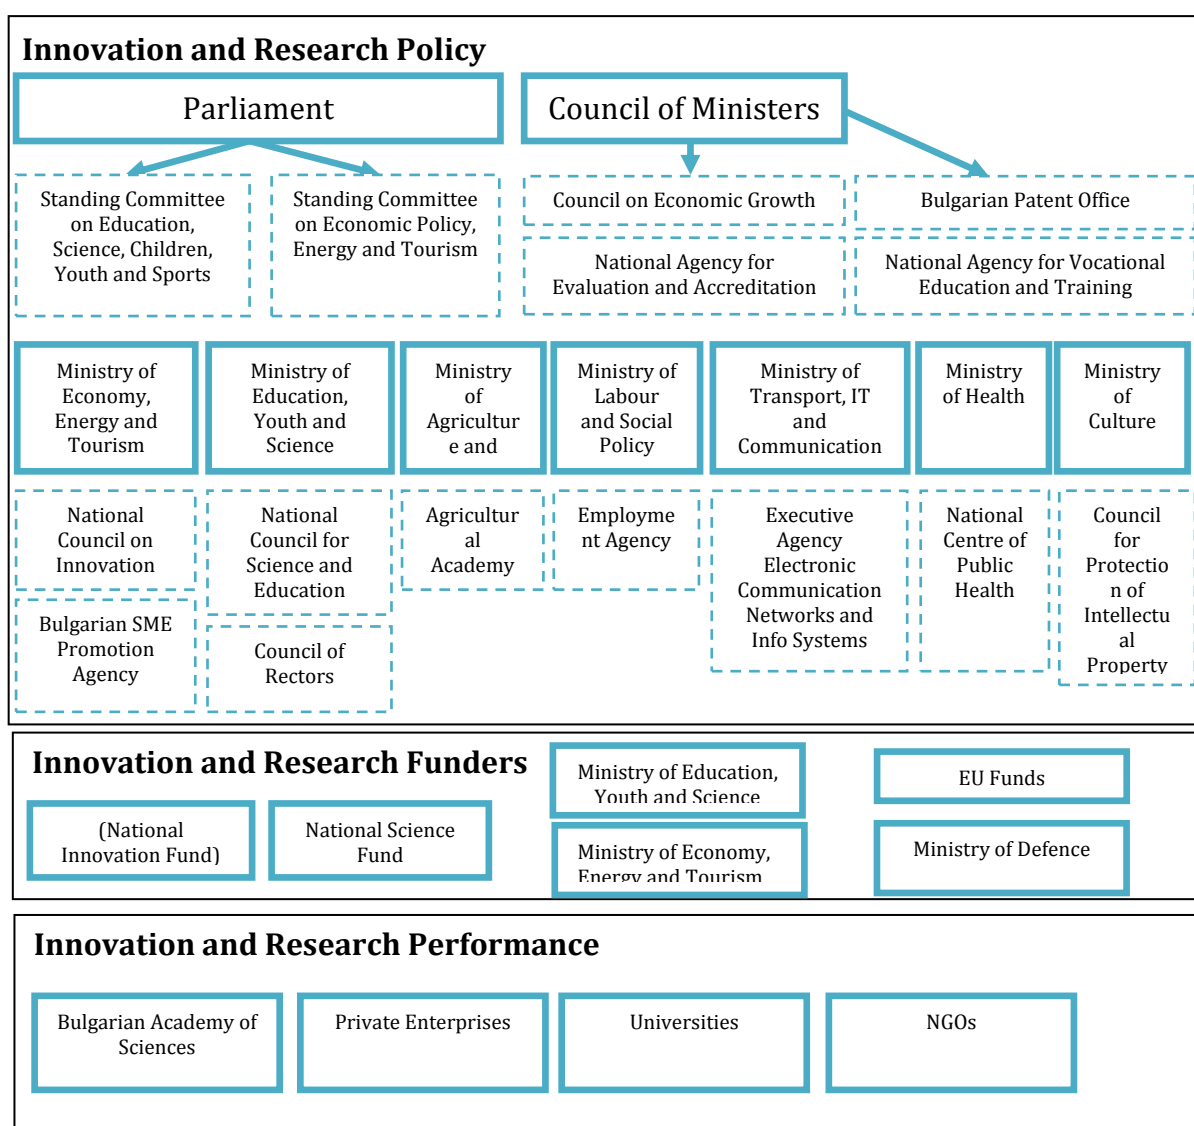 Innovation and Research Policy
Parliament
Council of Ministers
Standing Committee
on Education,
Science, Children,
Youth and Sports
Standing Committee
on Economic Policy,
Energy and Tourism
Council on Economic Growth
Bulgarian Patent Office
National Agency for
Evaluation and Accreditation
National Agency for Vocational
Education and Training
Ministry of
Economy,
Energy and
Tourism
Ministry of
Education,
Youth and
Science
Ministry
of
Agricultur
e and
Ministry of
Labour
and Social
Policy
Ministry of
Transport, IT
and
Communication
Ministry
of Health
Ministry
of
Culture
National
Council on
Innovation
National
Council for
Science and
Education
Agricultur
al
Academy
Employme
nt Agency
Executive
Agency
Electronic
Communication
Networks and
Info Systems
National
Centre of
Public
Health
Council
for
Protectio
n of
Intellectu
al
Property
Bulgarian SME
Promotion
Agency
Council of
Rectors
Innovation and Research Funders
(National
Innovation Fund)
National Science
Fund
Ministry of Education,
Youth and Science
EU Funds
Ministry of Economy,
Energy and Tourism
Ministry of Defence
Innovation and Research Performance
Bulgarian Academy of
Sciences
Private Enterprises
Universities
NGOs